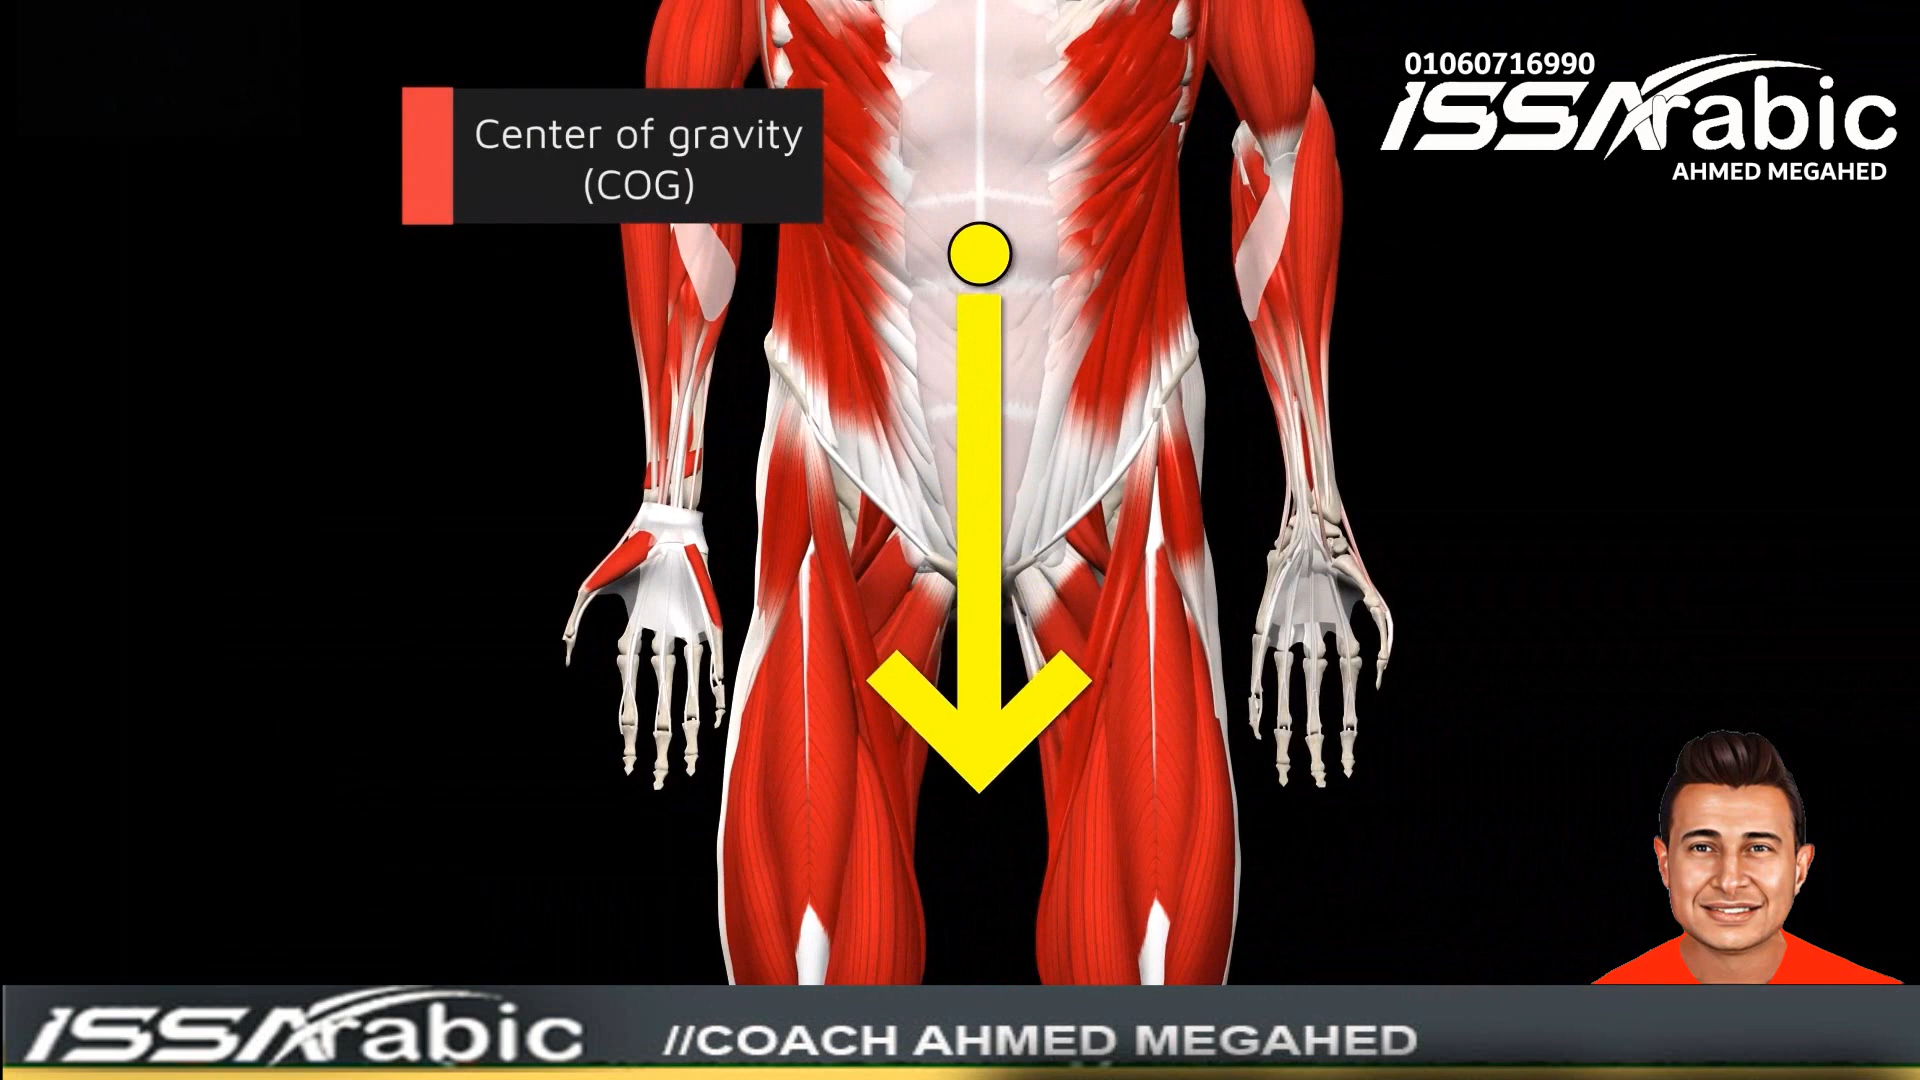 Center of gravity
(COG)
01060716990
ISSArabic
AHMED MEGAHED
ISSArabic
//COACH AHMED MEGAHED